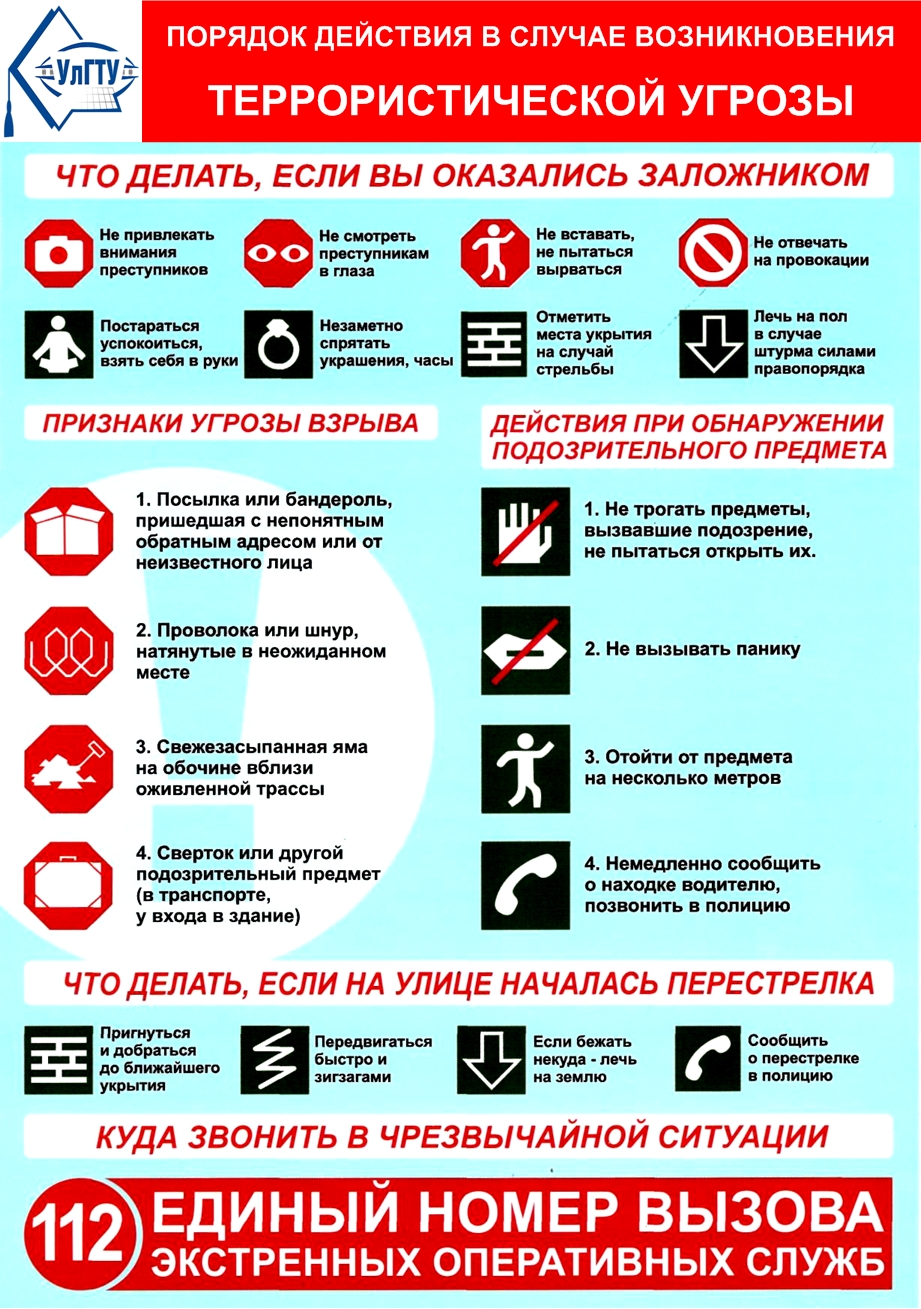 УлГТУ
ПОРЯДОК ДЕЙСТВИЯ В СЛУЧАЕ ВОЗНИКНОВЕНИЯ
ТЕРРОРИСТИЧЕСКОЙ УГРОЗЫ
ЧТО ДЕЛАТЬ, ЕСЛИ ВЫ ОКАЗАЛИСЬ ЗАЛОЖНИКОМ
Не привлекать
внимания
преступников
Не смотреть
преступникам
в глаза
Не вставать,
не пытаться
вырваться
Не отвечать
на провокации
Постараться
успокоиться,
взять себя в руки
Незаметно
спрятать
украшения, часы
Отметить
места укрытия
на случай
стрельбы
Лечь на пол
в случае
штурма силами
правопорядка
ПРИЗНАКИ УГРОЗЫ ВЗРЫВА
1. Посылка или бандероль,
пришедшая с непонятным
обратным адресом или от
неизвестного лица
2. Проволока или шнур,
натянутые в неожиданном
месте
3. Свежезасыпанная яма
на обочине вблизи
оживленной трассы
4. Сверток или другой
подозрительный предмет
(в транспорте,
у входа в здание)
ДЕЙСТВИЯ ПРИ ОБНАРУЖЕНИИ
ПОДОЗРИТЕЛЬНОГО ПРЕДМЕТА
1. Не трогать предметы,
вызвавшие подозрение,
не пытаться открыть их.
2. Не вызывать панику
3. Отойти от предмета
на несколько метров
4. Немедленно сообщить
о находке водителю,
позвонить в полицию
ЧТО ДЕЛАТЬ, ЕСЛИ НА УЛИЦЕ НАЧАЛАСЬ ПЕРЕСТРЕЛКА
Пригнуться
и добраться
до ближайшего
укрытия
Передвигаться
быстро и
зигзагами
Если бежать
некуда - лечь
на землю
Сообщить
о перестрелке
в полицию
КУДА ЗВОНИТЬ В ЧРЕЗВЫЧАЙНОЙ СИТУАЦИИ
112
ЕДИНЫЙ НОМЕР ВЫЗОВА
ЭКСТРЕННЫХ ОПЕРАТИВНЫХ СЛУЖБ